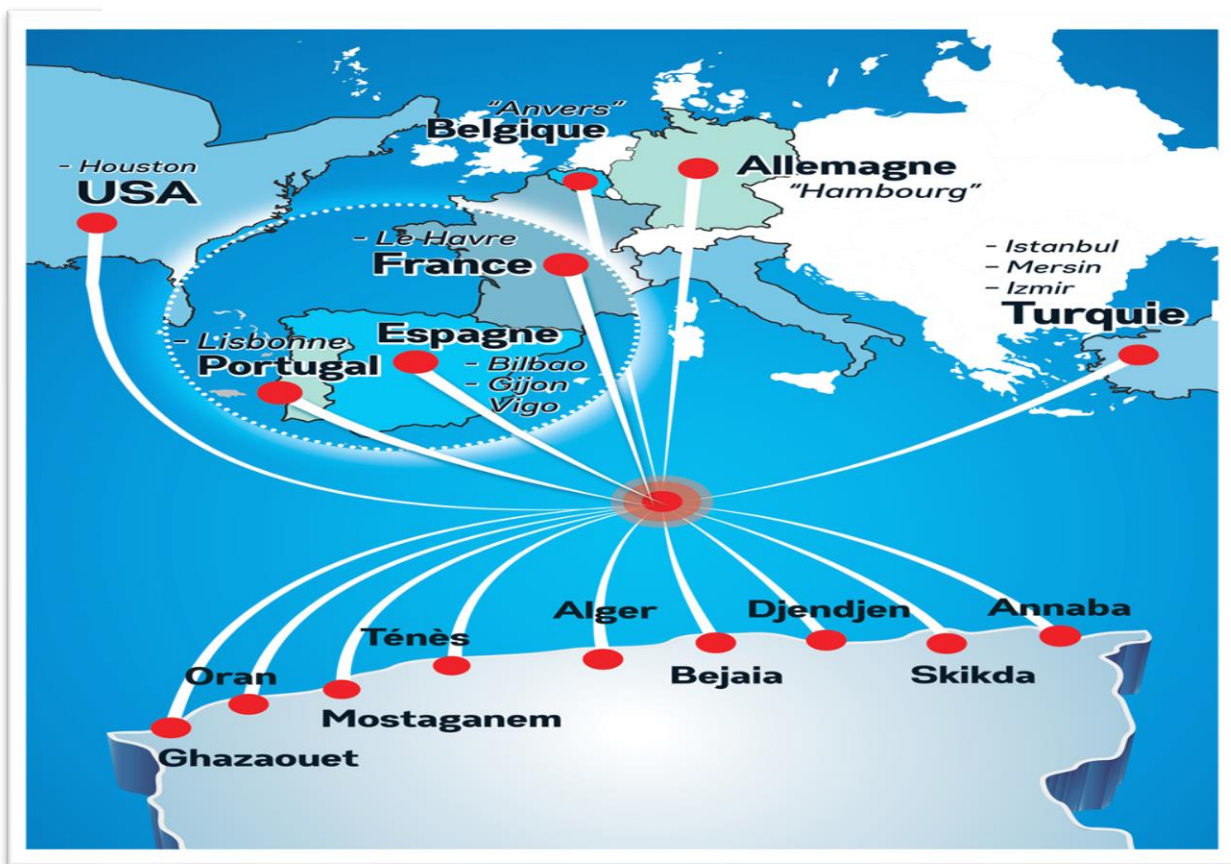 "Anvers"
Belgique
- Houston
USA
Allemagne
"Hambourg"
- Le Havre
France
- Istanbul
- Mersin
- Izmir
Turquie
- Lisbonne
Portugal
Espagne
- Bilbao
- Gijon
Vigo
Alger
Djendjen
Annaba
Ténès
Oran
Bejaia
Skikda
Mostaganem
Ghazaouet